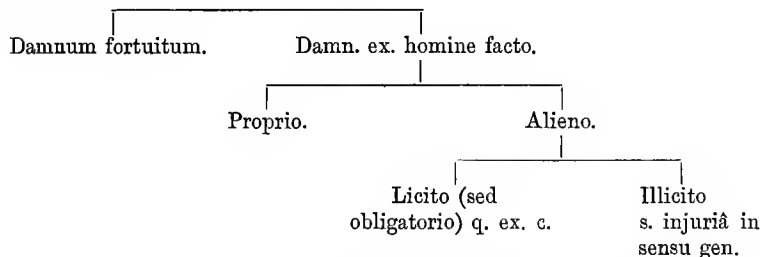 Damnum fortuitum. Damn. ex. homine facto.
Proprio. Alieno.
Licito (sed
obligatorio) q. ex. c.
Illicito
s. injuriâ in
sensu gen.